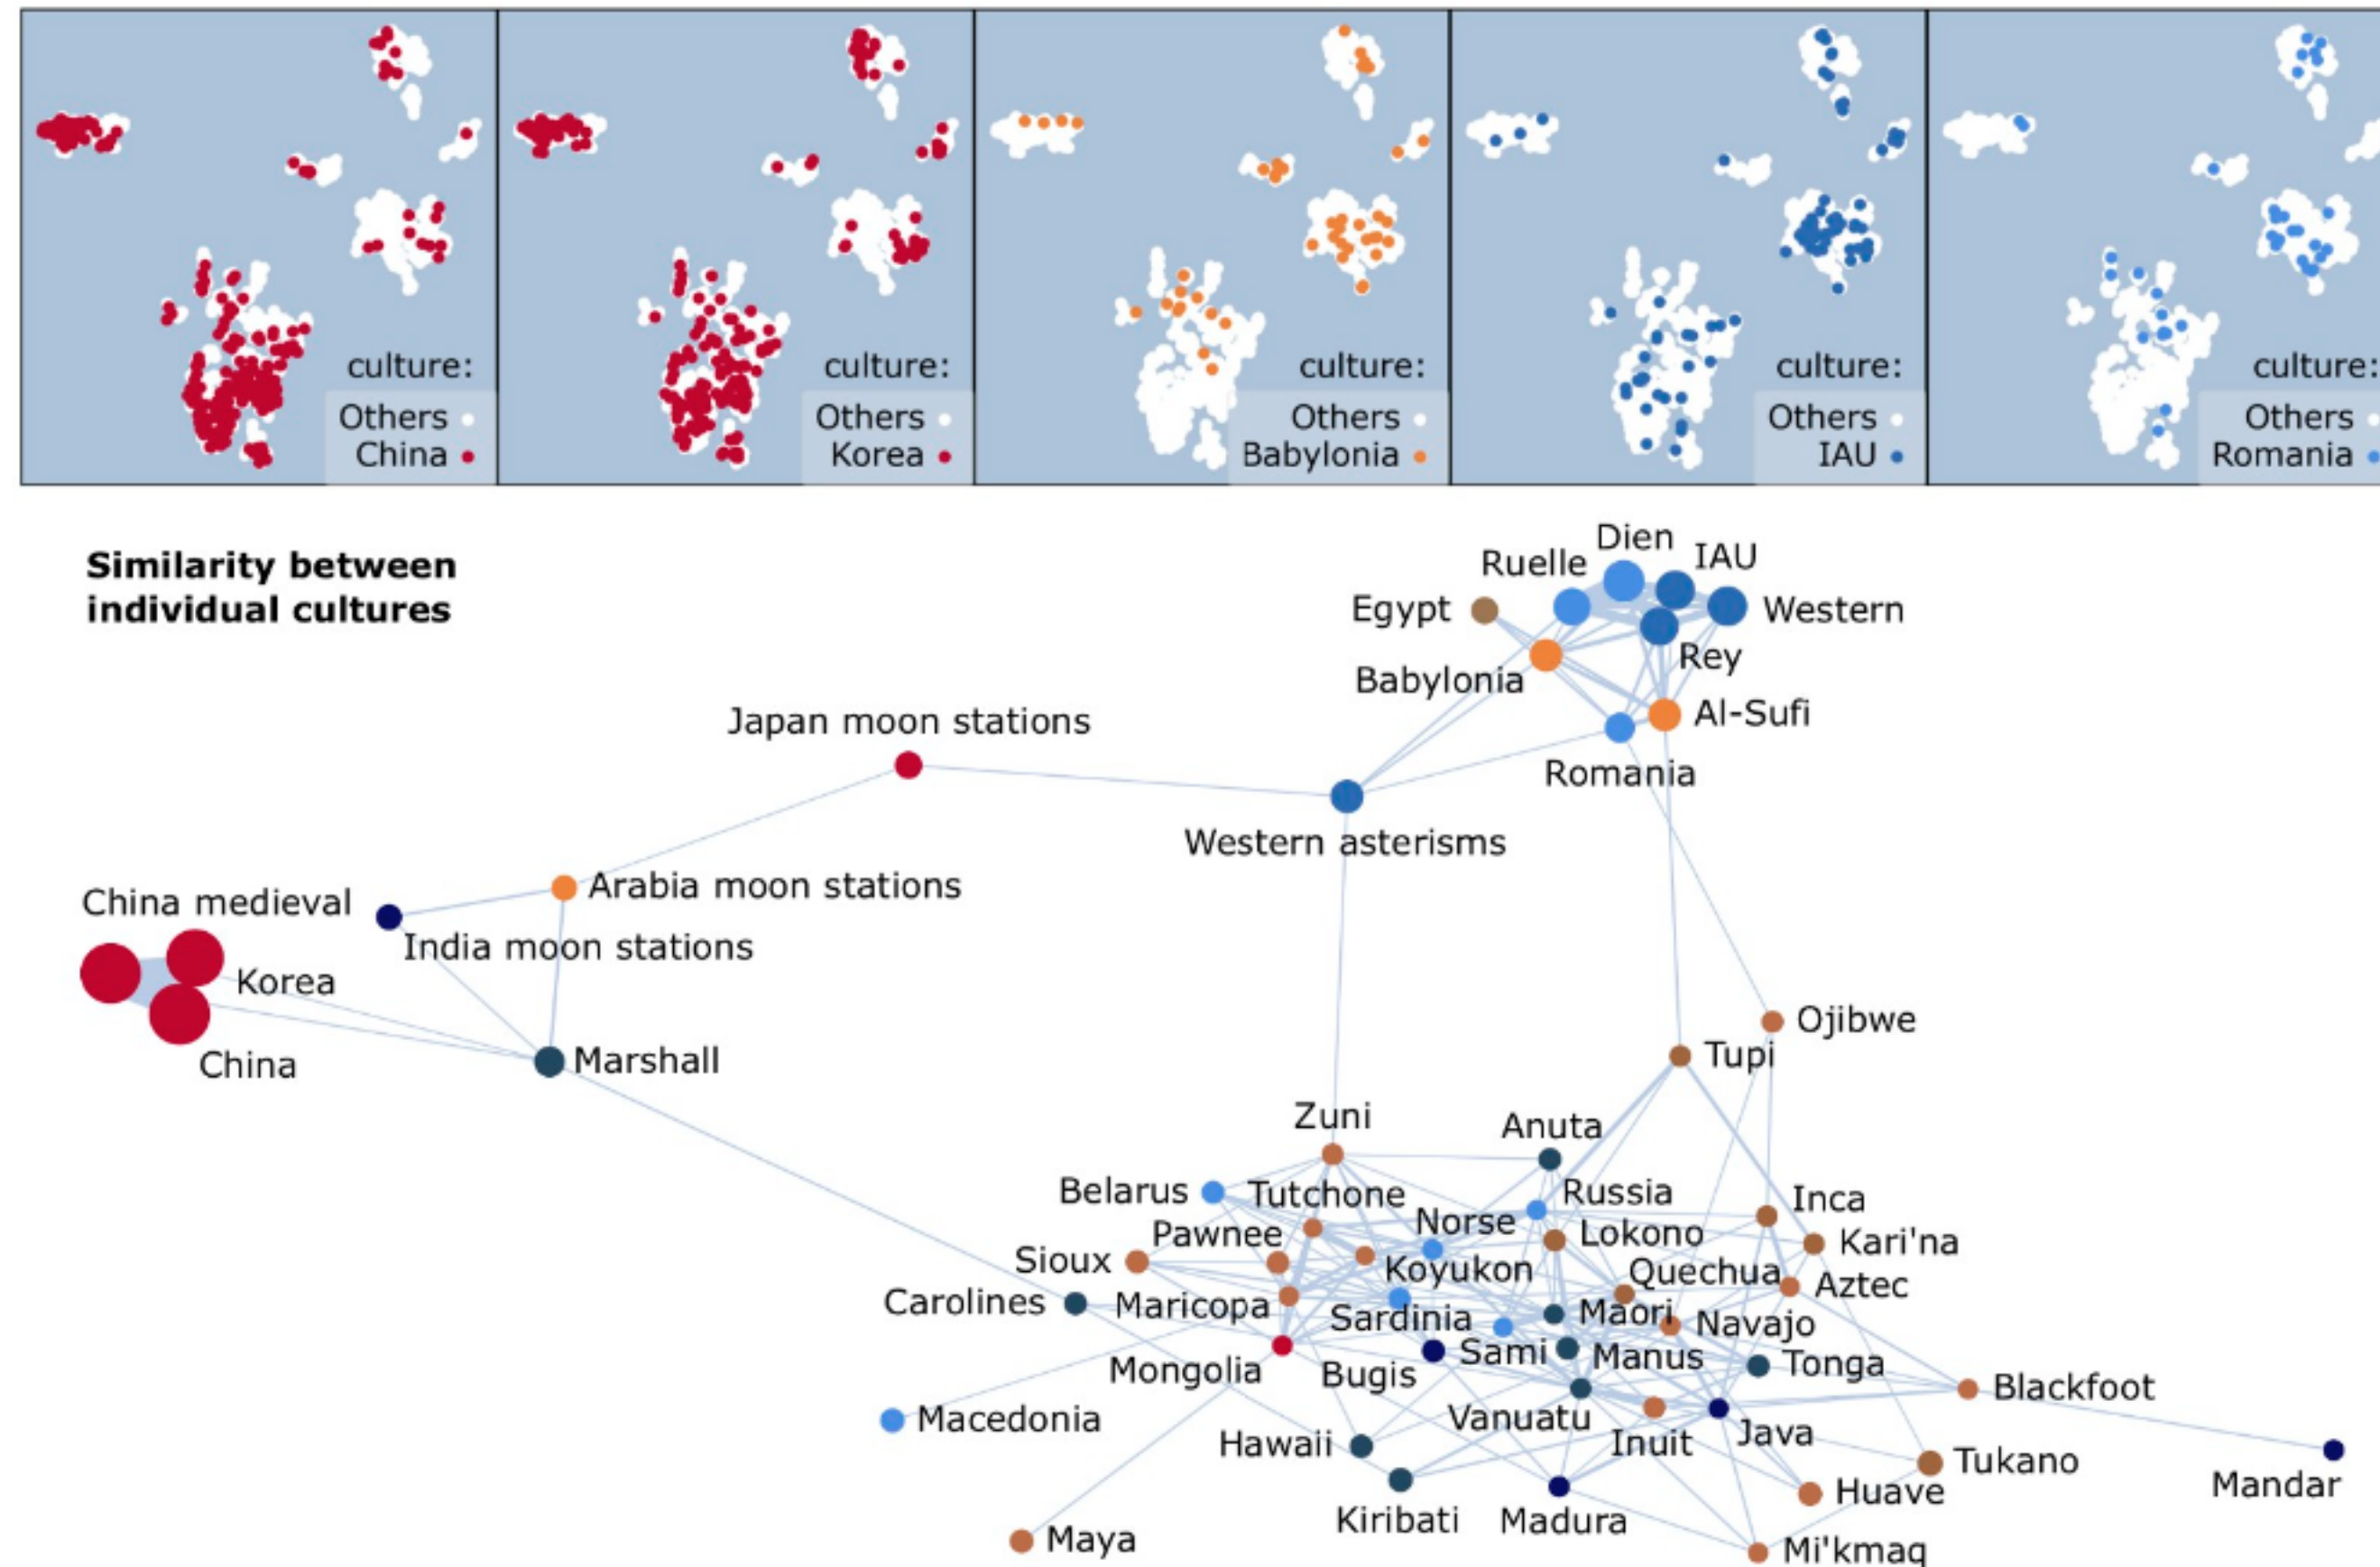 culture:
Others
China
culture:
Others
Korea
culture:
Others
Babylonia
culture:
Others
IAU
culture:
Others
Romania
Similarity between
individual cultures
Dien
IAU
Ruelle
Egypt
Western
Rey
Babylonia
Al-Sufi
Japan moon stations
Romania
Western asterisms
Arabia moon stations
China medieval
India moon stations
Korea
Ojibwe
China
Marshall
Tupi
Zuni
Anuta
Belarus
Tutchone
Russia
Inca
Pawnee
Norse
Lokono
Kari'na
Sioux
Koyukon
Quechua
Aztec
Carolines
Maricopa
Sardinia
Maori
Navajo
Mongolia
Bugis
Sami
Manus
Tonga
Blackfoot
Macedonia
Vanuatu
Hawaii
Inuit
Java
Tukano
Mandar
Huave
Kiribati
Madura
Maya
Mi'kmaq